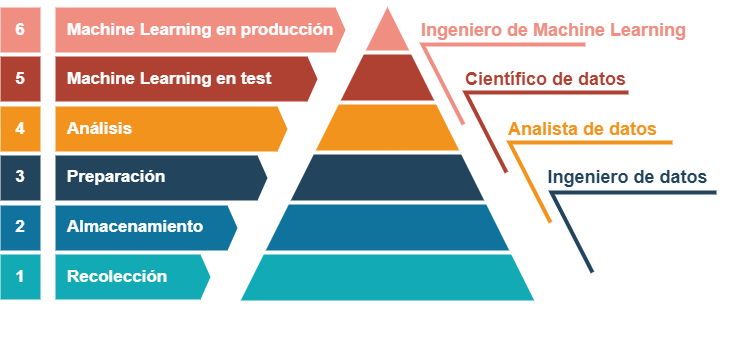 6 Machine Learning en producción
Ingeniero de Machine Learning
5 Machine Learning en test
Científico de datos
4 Análisis
Analista de datos
3 Preparación
Ingeniero de datos
2 Almacenamiento
1 Recolección